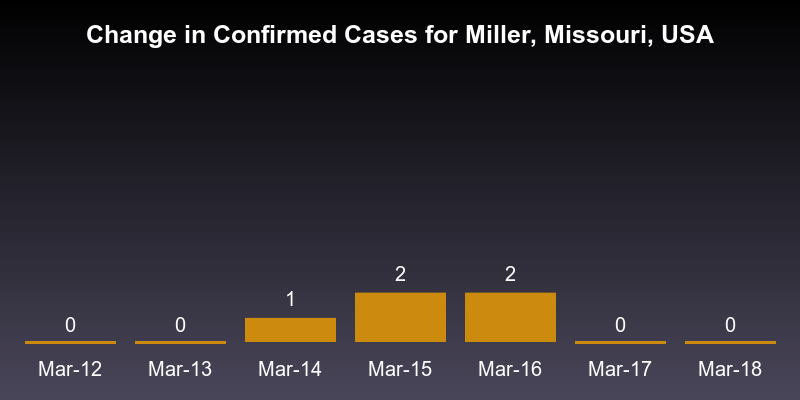 Change in Confirmed Cases for Miller, Missouri, USA
0 0 1 2 2 0 0
Mar-12 Mar-13 Mar-14 Mar-15 Mar-16 Mar-17 Mar-18